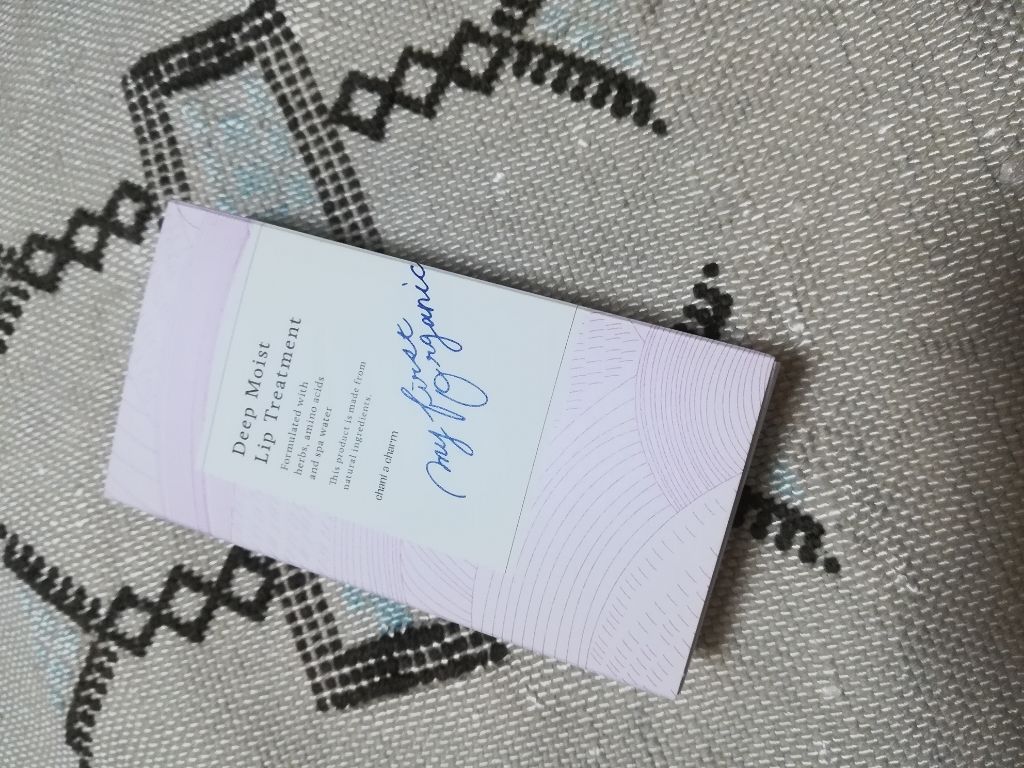 Deep Moist
Lip Treatment
Formulated with
herbs, amino acids
and spa water
This product is made from
natural ingredients.
chant a charm
my first
Organic